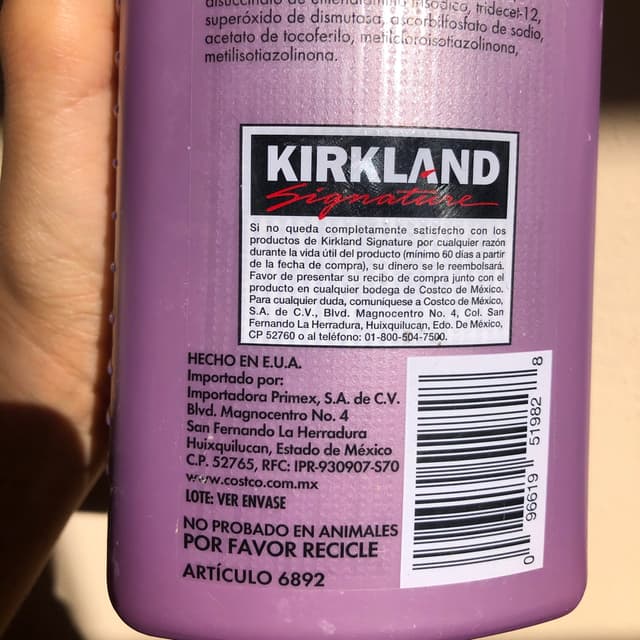 trisódica, tridecet-12,
superóxido de dismutasa, ascorbilfosfato de sodio,
acetato de tocoferilo, metilcloroisotiazolinona,
metilisotiazolinona.
KIRKLAND
Signature
Si no queda completamente satisfecho con los
productos de Kirkland Signature por cualquier razón
durante la vida útil del producto (mínimo 60 días a partir
de la fecha de compra), su dinero se le reembolsará.
Favor de presentar su recibo de compra junto con el
producto en cualquier bodega de Costco de México.
Para cualquier duda, comuníquese a Costco de México,
S.A. de C.V., Blvd. Magnocentro No. 4, Col. San
Fernando La Herradura, Huixquilucan, Edo. De México,
CP 52760 o al teléfono: 01-800-504-7500.
HECHO EN E.U.A.
Importado por:
Importadora Primex, S.A. de C.V.
Blvd. Magnocentro No. 4
San Fernando La Herradura
Huixquilucan, Estado de México
C.P. 52765, RFC: IPR-930907-S70
www.costco.com.mx
LOTE: VER ENVASE
NO PROBADO EN ANIMALES
POR FAVOR RECICLE
ARTÍCULO 6892
0 96619 51982 8